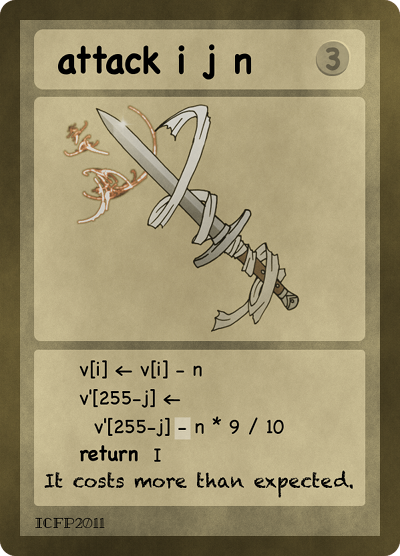 attack i j n
3
v[i] ← v[i] - n
v'[255-j] ←
v'[255-j] - n * 9 / 10
return I
It costs more than expected.
ICFP2011